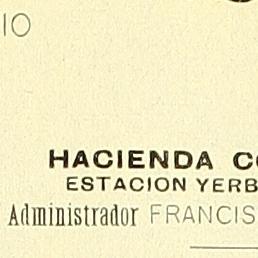 IO
HACIENDA C
ESTACION YERB
Administrador FRANCIS